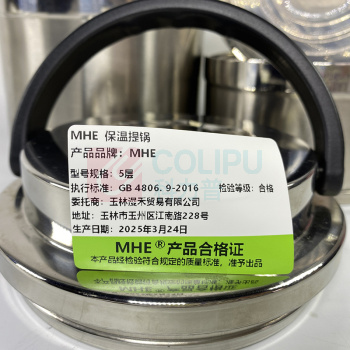 MHE 保温提锅
产品品牌：MHE
型号规格：5层
执行标准：GB 4806.9-2016 检验等级：合格
委托商：玉林澄禾贸易有限公司
地址：玉林市玉州区江南路228号
生产日期：2025年3月24日
MHE®产品合格证
本产品经检验符合规定的质量标准，准予出品
COLIPU